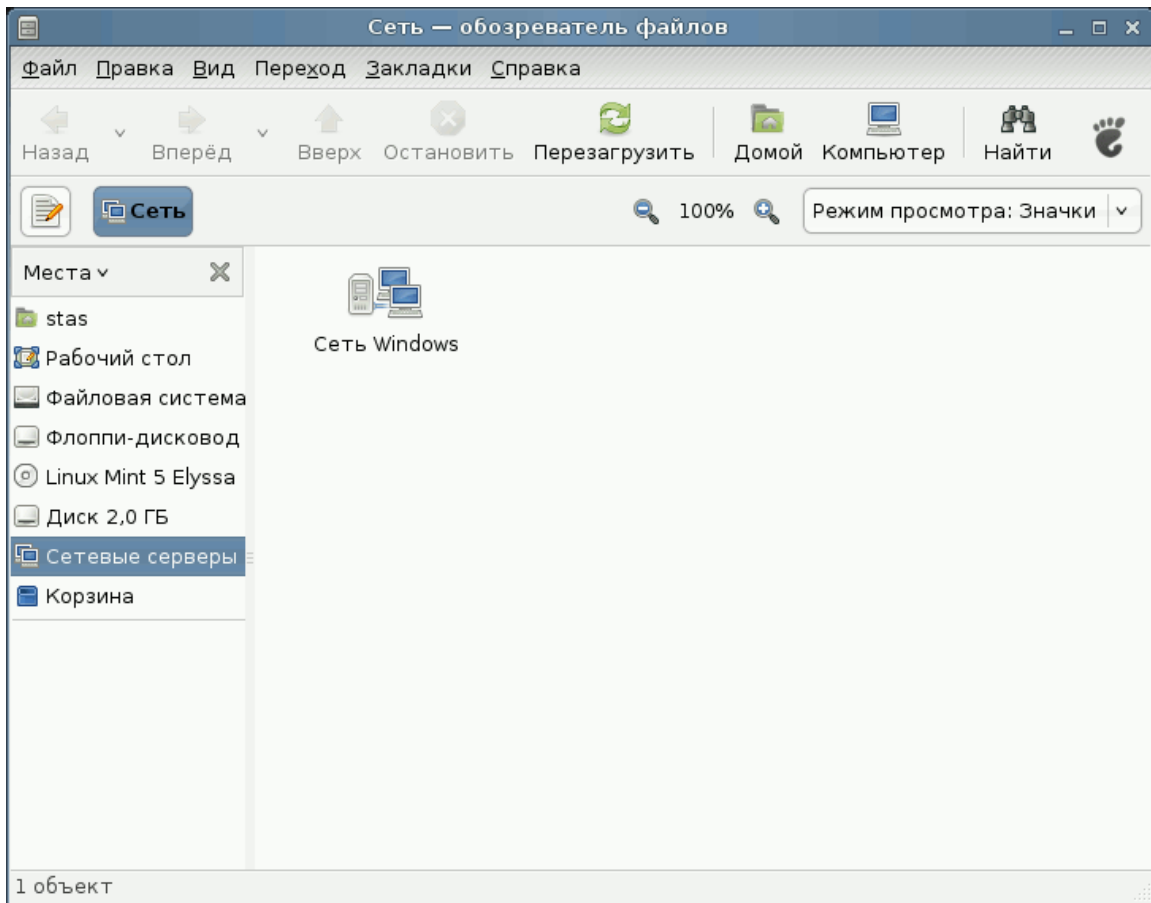 Сеть — обозреватель файлов
Файл Правка Вид Переход Закладки Справка
Назад Вперёд Вверх Остановить Перезагрузить Домой Компьютер Найти
Сеть 100% Режим просмотра: Значки
Места
stas
Рабочий стол
Файловая система
Флоппи-дисковод
Linux Mint 5 Elyssa
Диск 2,0 ГБ
Сетевые серверы
Корзина
Сеть Windows
1 объект